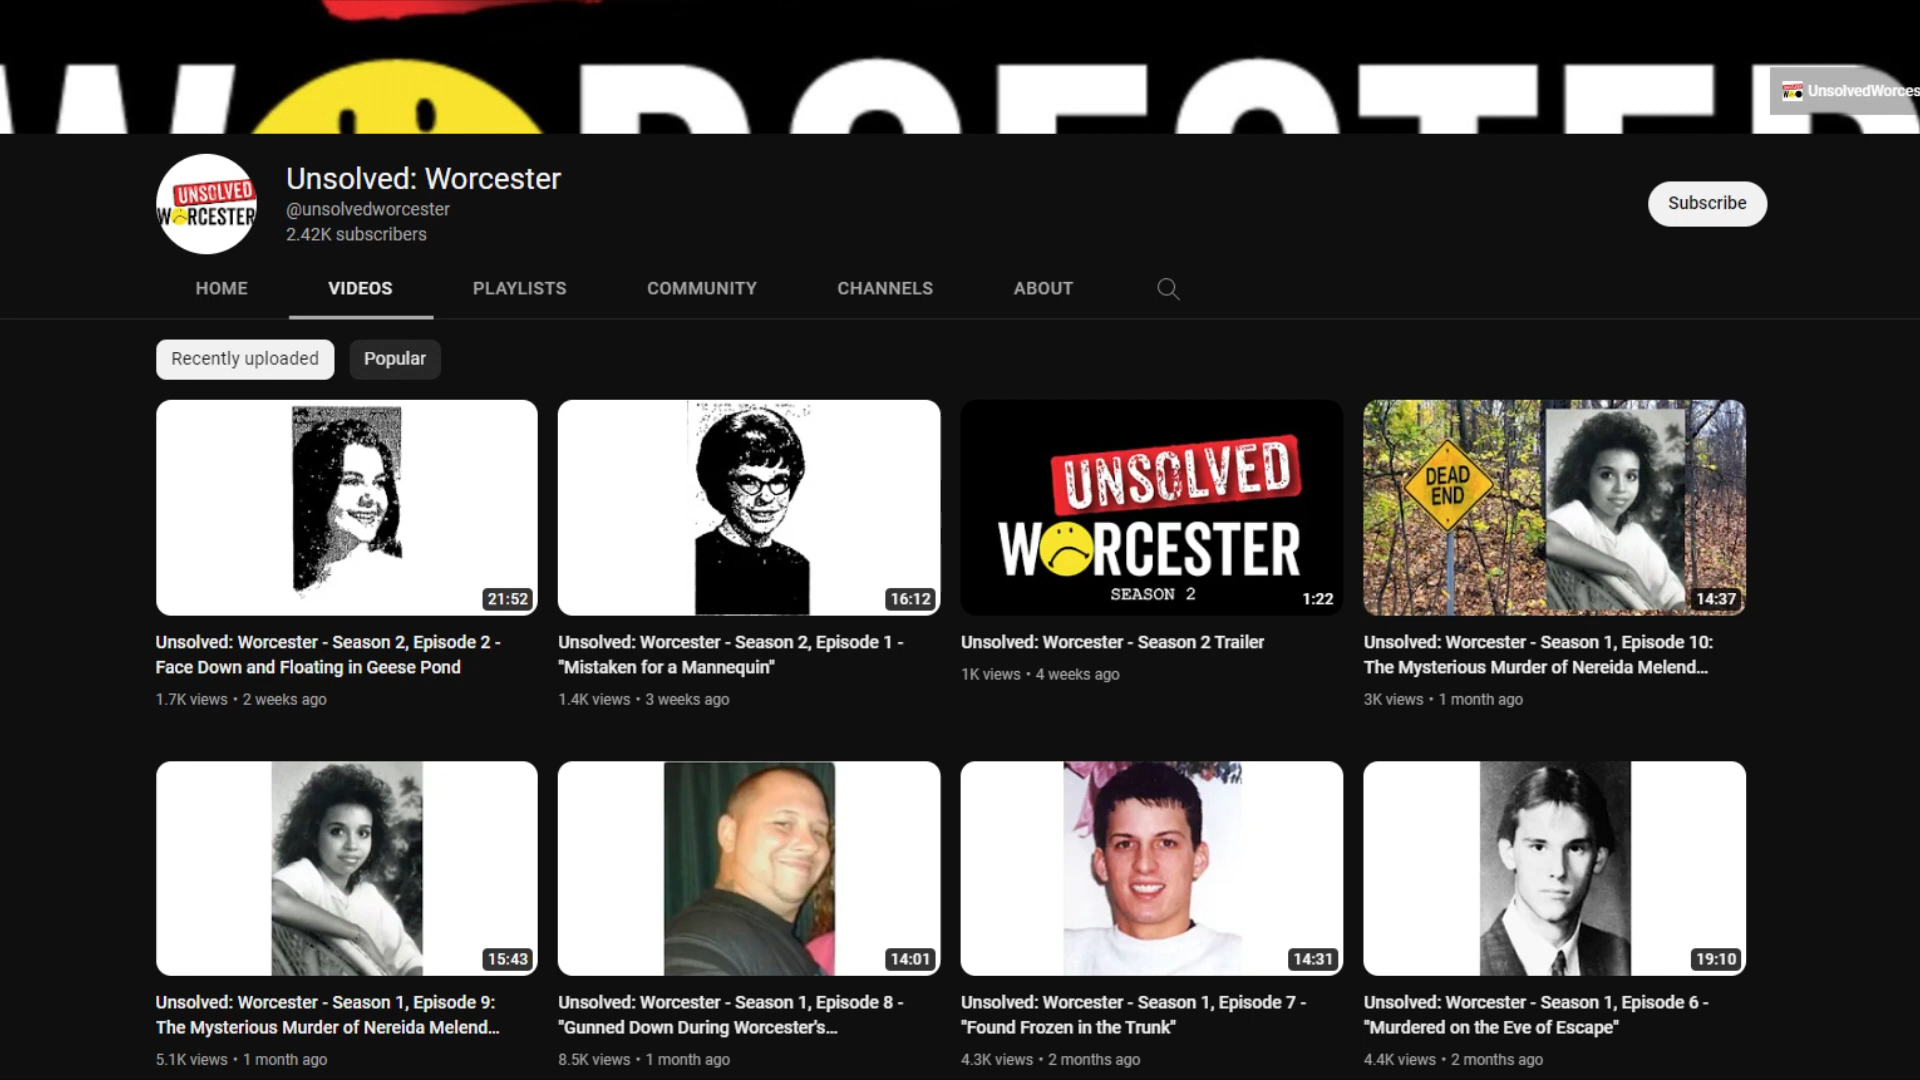 WORCESTER
UnsolvedWorces
UNSOLVED
WORCESTER
Unsolved: Worcester
@unsolvedworcester
2.42K subscribers
Subscribe
HOME
VIDEOS
PLAYLISTS
COMMUNITY
CHANNELS
ABOUT
Recently uploaded
Popular
21:52
16:12
UNSOLVED
WORCESTER
SEASON 2
1:22
DEAD
END
14:37
Unsolved: Worcester - Season 2, Episode 2 -
Face Down and Floating in Geese Pond
1.7K views • 2 weeks ago
Unsolved: Worcester - Season 2, Episode 1 -
"Mistaken for a Mannequin"
1.4K views • 3 weeks ago
Unsolved: Worcester - Season 2 Trailer
1K views • 4 weeks ago
Unsolved: Worcester - Season 1, Episode 10:
The Mysterious Murder of Nereida Melend...
3K views • 1 month ago
15:43
14:01
14:31
19:10
Unsolved: Worcester - Season 1, Episode 9:
The Mysterious Murder of Nereida Melend...
5.1K views • 1 month ago
Unsolved: Worcester - Season 1, Episode 8 -
"Gunned Down During Worcester's...
8.5K views • 1 month ago
Unsolved: Worcester - Season 1, Episode 7 -
"Found Frozen in the Trunk"
4.3K views • 2 months ago
Unsolved: Worcester - Season 1, Episode 6 -
"Murdered on the Eve of Escape"
4.4K views • 2 months ago